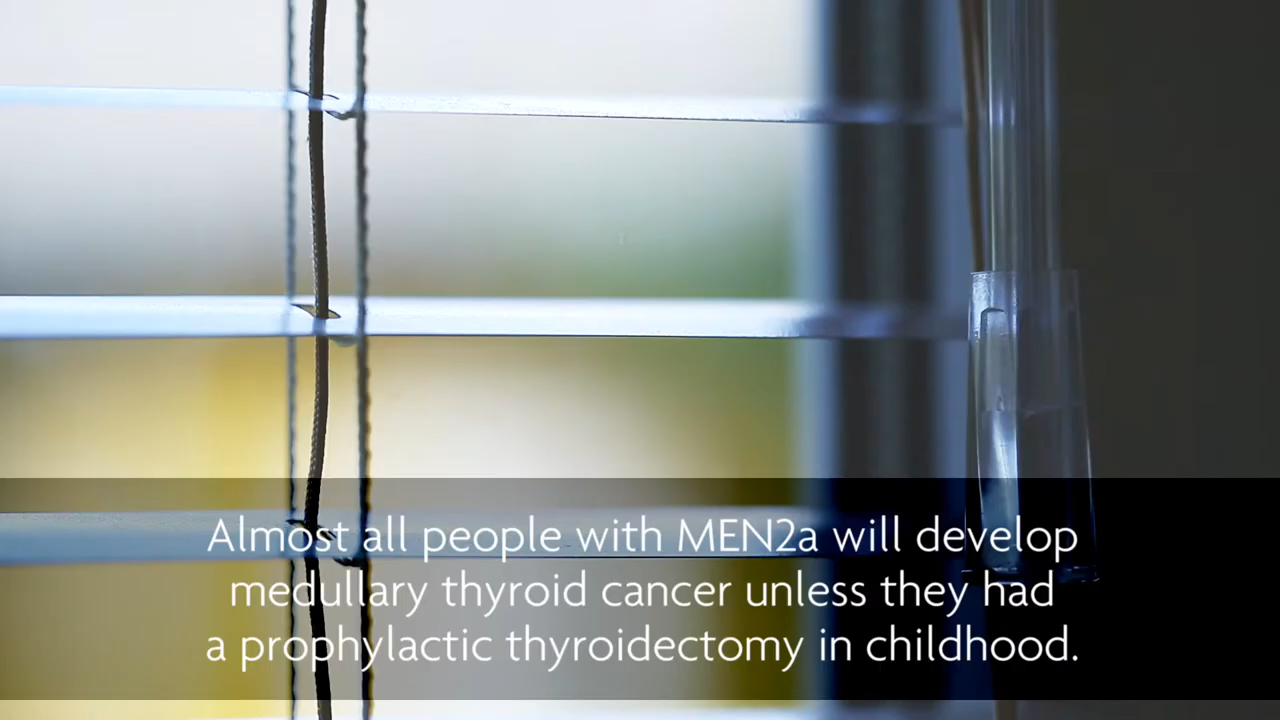 Almost all people with MEN2a will develop
medullary thyroid cancer unless they had
a prophylactic thyroidectomy in childhood.